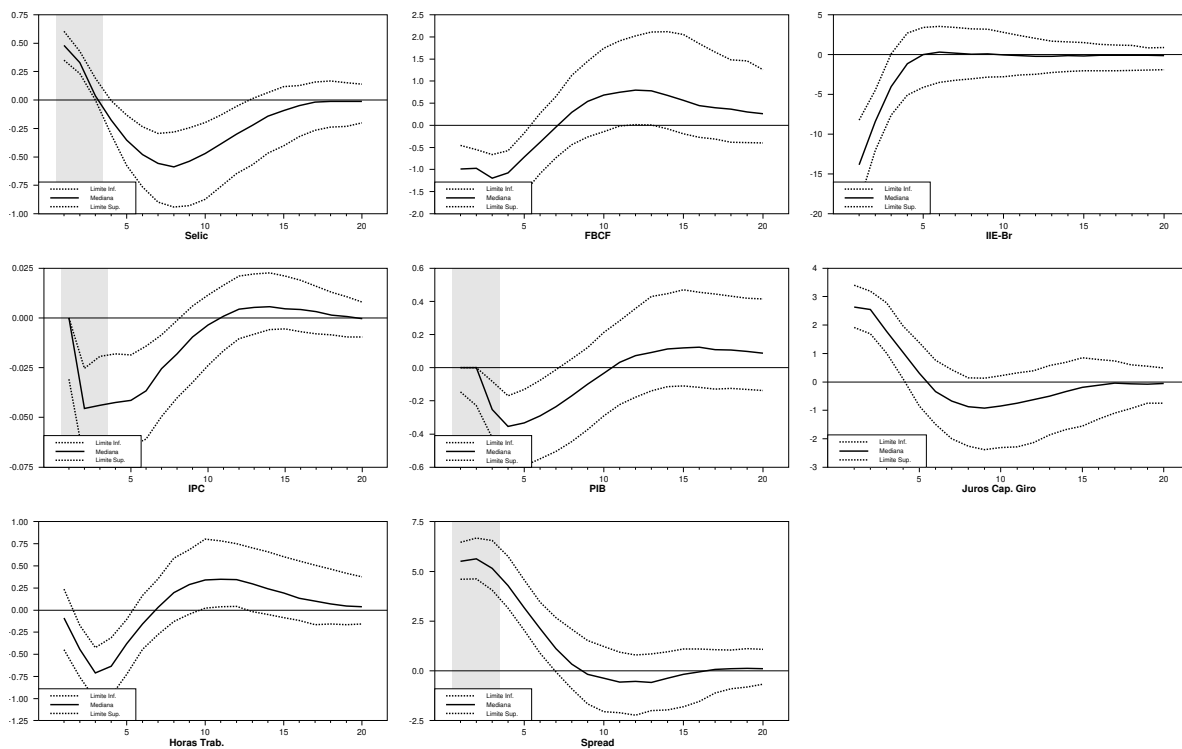 0.75
0.50
0.25
0.00
-0.25
-0.50
-0.75
-1.00
Limite Inf.
Mediana
Limite Sup.
5 10 15 20
Selic
2.5
2.0
1.5
1.0
0.5
0.0
-0.5
-1.0
-1.5
-2.0
Limite Inf.
Mediana
Limite Sup.
5 10 15 20
FBCF
5
0
-5
-10
-15
-20
Limite Inf.
Mediana
Limite Sup.
5 10 15 20
IIE-Br
0.025
0.000
-0.025
-0.050
-0.075
Limite Inf.
Mediana
Limite Sup.
5 10 15 20
IPC
0.6
0.4
0.2
0.0
-0.2
-0.4
-0.6
Limite Inf.
Mediana
Limite Sup.
5 10 15 20
PIB
4
3
2
1
0
-1
-2
-3
Limite Inf.
Mediana
Limite Sup.
5 10 15 20
Juros Cap. Giro
1.00
0.75
0.50
0.25
0.00
-0.25
-0.50
-0.75
-1.00
-1.25
Limite Inf.
Mediana
Limite Sup.
5 10 15 20
Horas Trab.
7.5
5.0
2.5
0.0
-2.5
Limite Inf.
Mediana
Limite Sup.
5 10 15 20
Spread